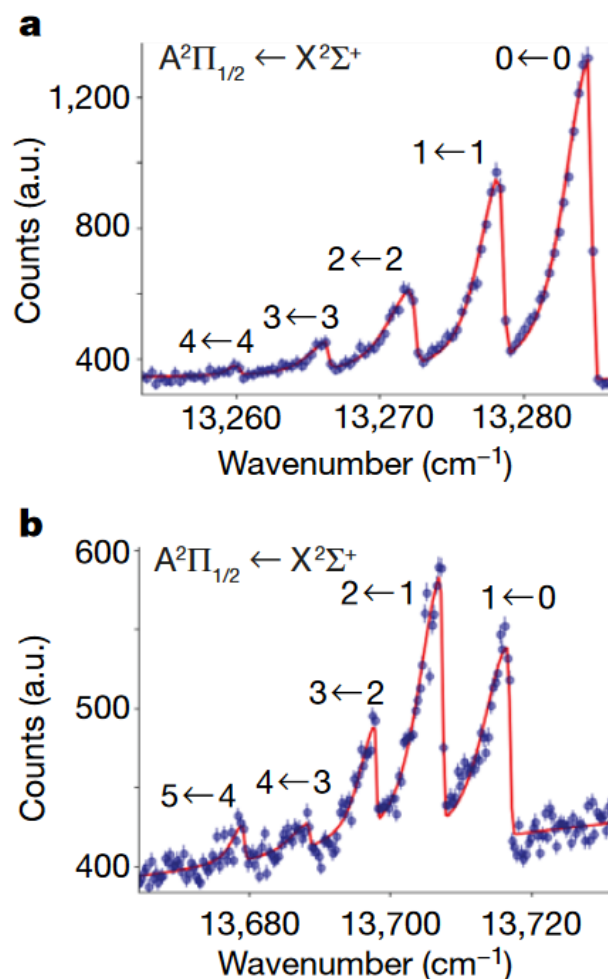 a
A²Π₁/₂ ← X²Σ⁺
0←0
1,200
1←1
800
2←2
3←3
4←4
400
Counts (a.u.)
13,260
13,270
13,280
Wavenumber (cm⁻¹)
b
600
A²Π₁/₂ ← X²Σ⁺
2←1
1←0
3←2
500
5←4
4←3
400
Counts (a.u.)
13,680
13,700
13,720
Wavenumber (cm⁻¹)